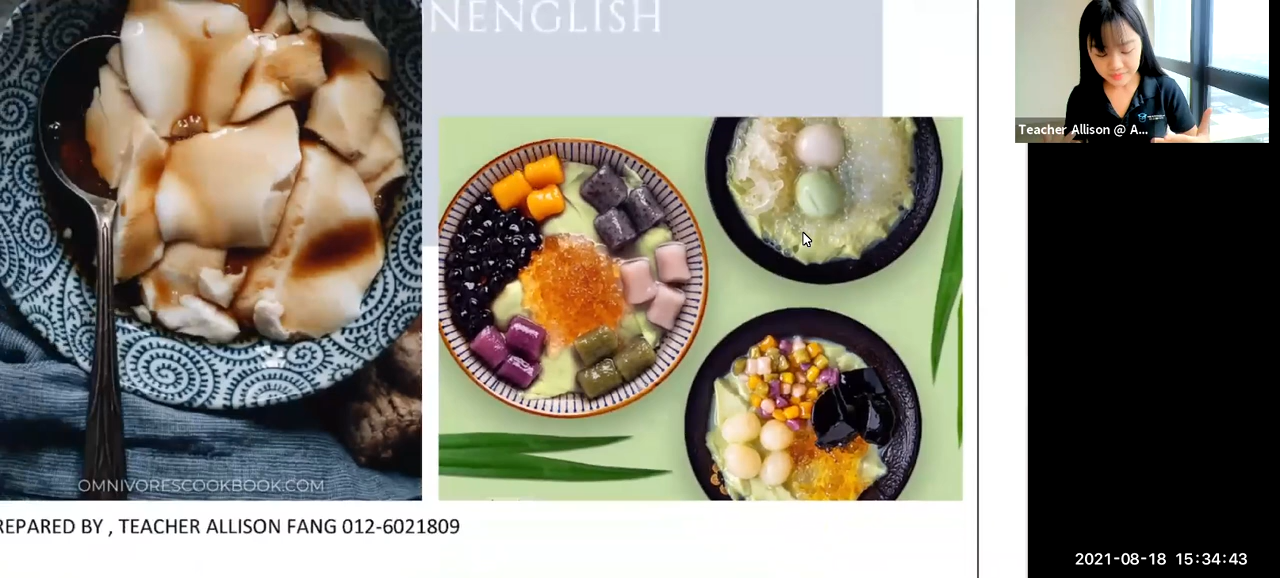 NENGLISH
Teacher Allison @ A...
OMNIVORESCOOKBOOK.COM
REPARED BY , TEACHER ALLISON FANG 012-6021809
2021-08-18 15:34:43